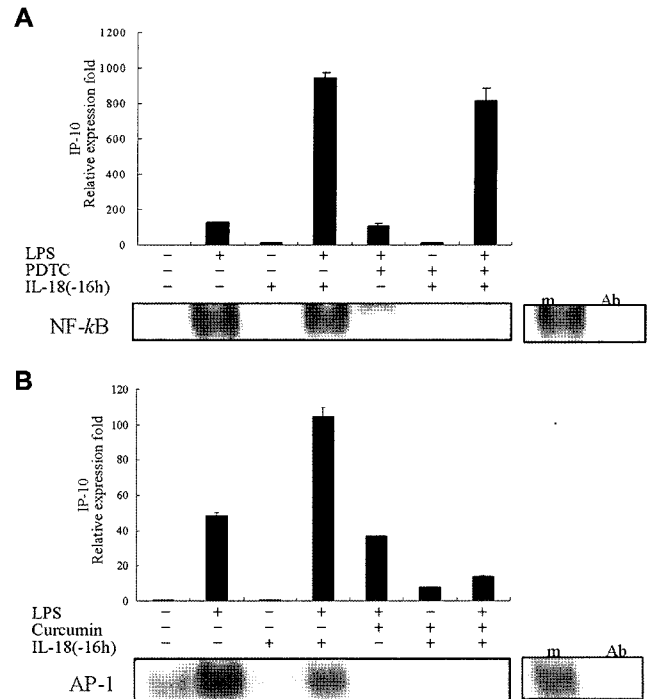 A
1200
1000
800
600
400
200
0
IP-10
Relative expression fold
LPS − + − + + − +
PDTC − − − − + + +
IL-18(-16h) − − + + − + +
NF-kB
m Ab
B
120
100
80
60
40
20
0
IP-10
Relative expression fold
LPS − + − + + − +
Curcumin − − − − + + +
IL-18(-16h) − − + + − + +
AP-1
m Ab